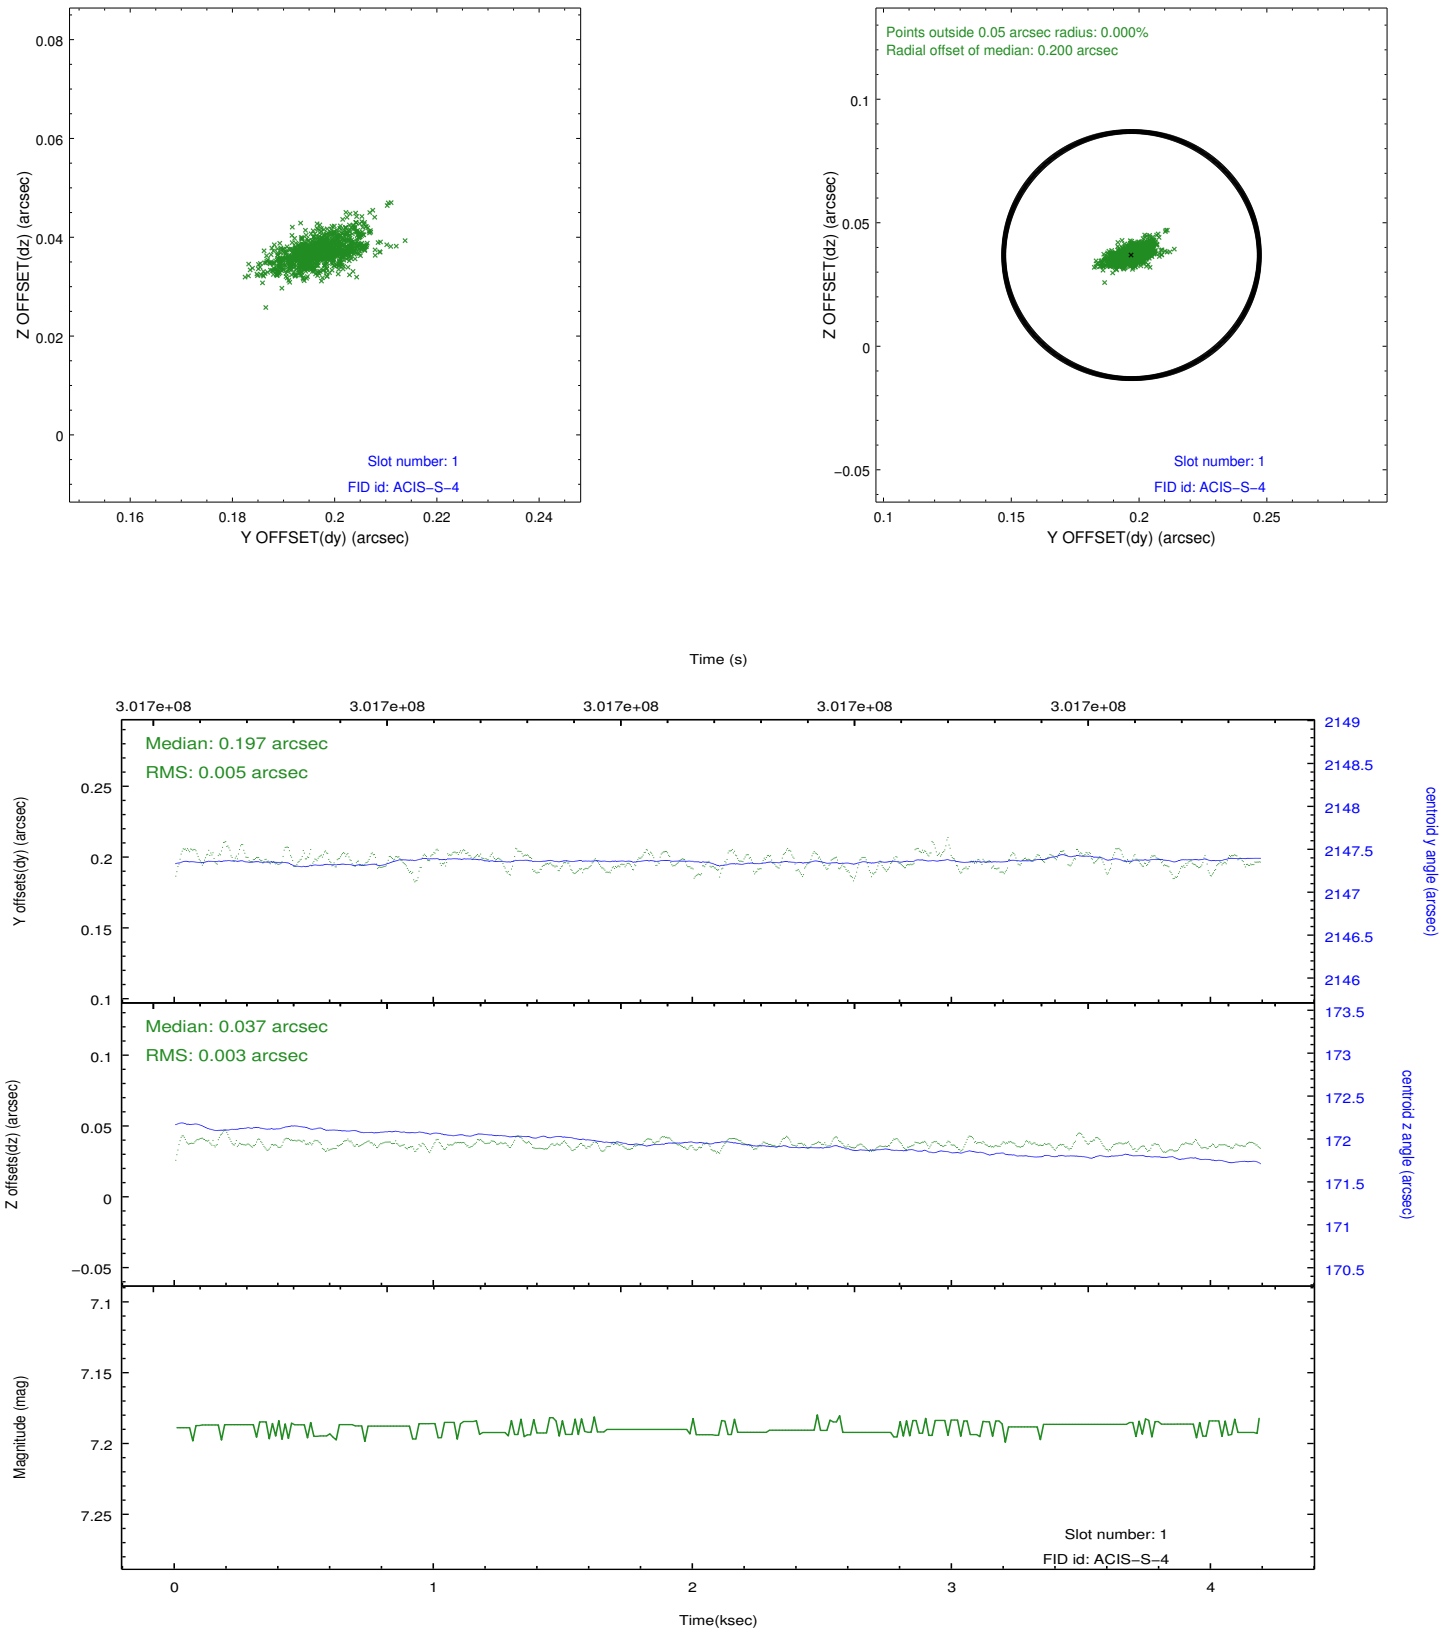 0.08
0.06
0.04
0.02
0
Z OFFSET(dz) (arcsec)
Slot number: 1
FID id: ACIS−S−4
0.16
0.18
0.2
0.22
0.24
Y OFFSET(dy) (arcsec)
Points outside 0.05 arcsec radius: 0.000%
Radial offset of median: 0.200 arcsec
0.1
0.05
0
−0.05
Z OFFSET(dz) (arcsec)
Slot number: 1
FID id: ACIS−S−4
0.1
0.15
0.2
0.25
Y OFFSET(dy) (arcsec)
Time (s)
3.017e+08
3.017e+08
3.017e+08
3.017e+08
3.017e+08
Median: 0.197 arcsec
RMS: 0.005 arcsec
0.25
0.2
0.15
0.1
Y offsets(dy) (arcsec)
2149
2148.5
2148
2147.5
2147
2146.5
2146
centroid y angle (arcsec)
Median: 0.037 arcsec
RMS: 0.003 arcsec
0.1
0.05
0
−0.05
Z offsets(dz) (arcsec)
173.5
173
172.5
172
171.5
171
170.5
centroid z angle (arcsec)
7.1
7.15
7.2
7.25
Magnitude (mag)
Slot number: 1
FID id: ACIS−S−4
0
1
2
3
4
Time(ksec)